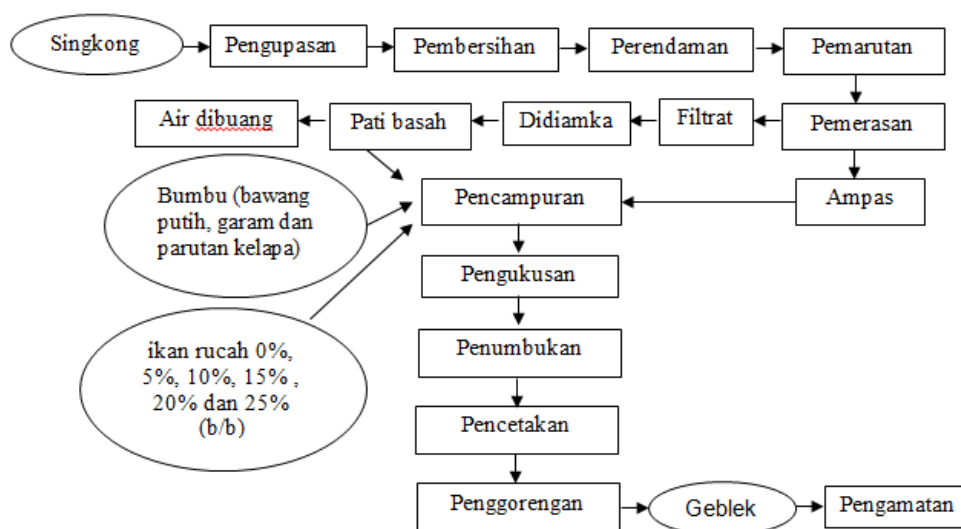 Singkong
Pengupasan
Pembersihan
Perendaman
Pemarutan
Air dibuang
Pati basah
Didiamka
Filtrat
Pemerasan
Bumbu (bawang
putih, garam dan
parutan kelapa)
Pencampuran
Ampas
Pengukusan
ikan rucah 0%,
5%, 10%, 15% ,
20% dan 25%
(b/b)
Penumbukan
Pencetakan
Penggorengan
Geblek
Pengamatan